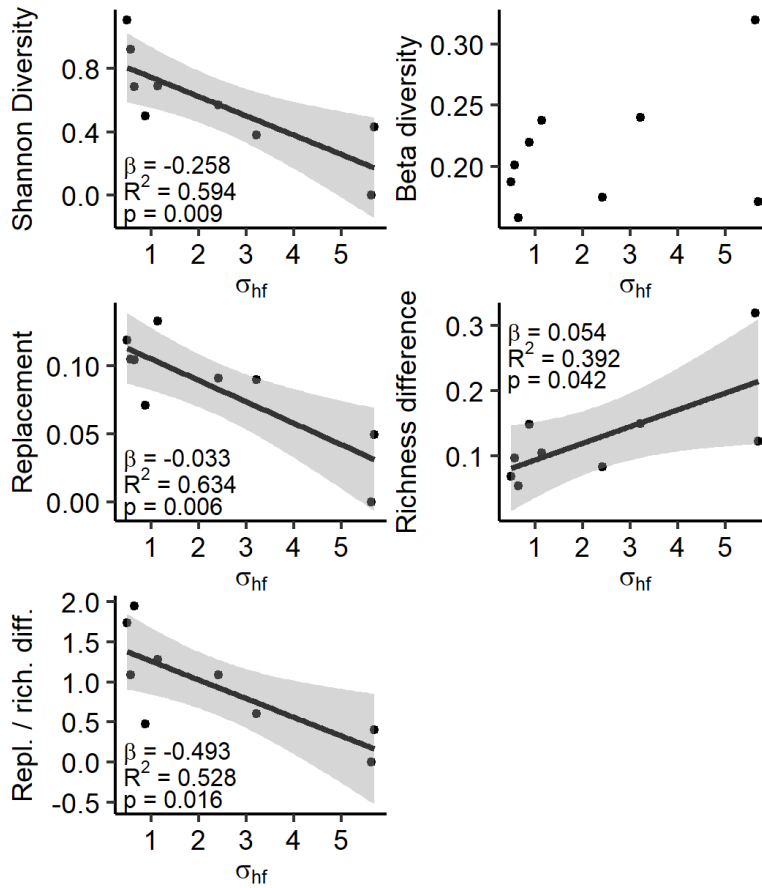 Shannon Diversity
0.8
0.4
0.0
β = -0.258
R² = 0.594
p = 0.009
1 2 3 4 5
σhf
Beta diversity
0.30
0.20
1 2 3 4 5
σhf
Replacement
0.10
0.05
0.00
β = -0.033
R² = 0.634
p = 0.006
1 2 3 4 5
σhf
Richness difference
0.3
0.2
0.1
β = 0.054
R² = 0.392
p = 0.042
1 2 3 4 5
σhf
Repl. / rich. diff.
2.0
1.5
1.0
0.5
0.0
-0.5
β = -0.493
R² = 0.528
p = 0.016
1 2 3 4 5
σhf